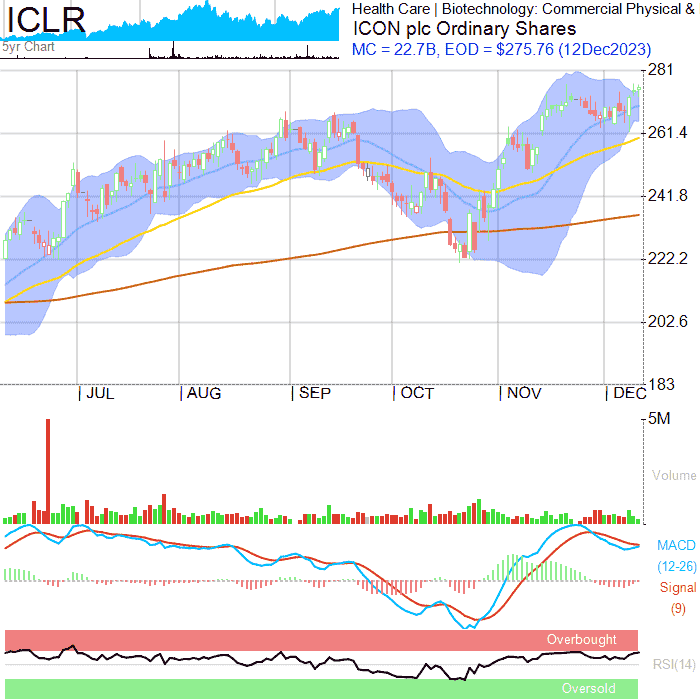 ICLR
5yr Chart
Health Care | Biotechnology: Commercial Physical &
ICON plc Ordinary Shares
MC = 22.7B, EOD = $275.76 (12Dec2023)
281
261.4
241.8
222.2
202.6
183
JUL
AUG
SEP
OCT
NOV
DEC
5M
Volume
MACD
(12-26)
Signal
(9)
Overbought
RSI(14)
Oversold